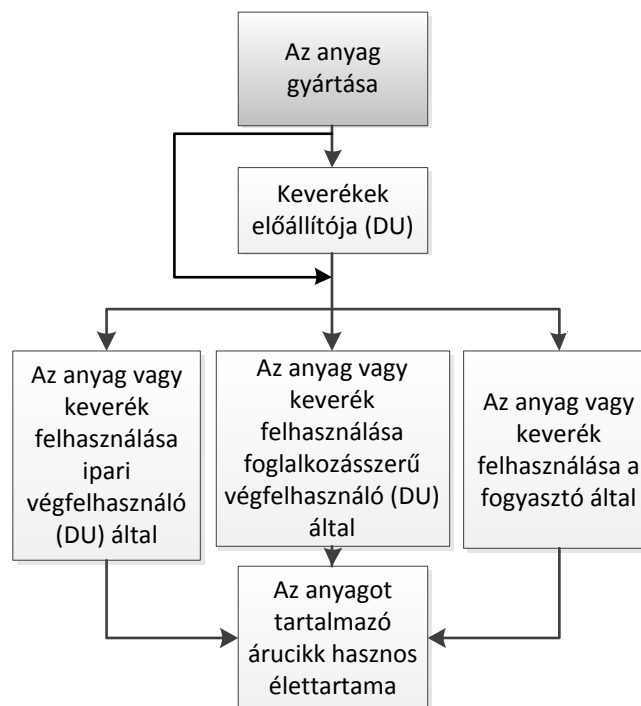 Az anyag
gyártása
Keverékek
előállítója (DU)
Az anyag vagy
keverék
felhasználása
ipari
végfelhasználó
(DU) által
Az anyag vagy
keverék
felhasználása
foglalkozásszerű
végfelhasználó (DU)
által
Az anyag vagy
keverék
felhasználása a
fogyasztó által
Az anyagot
tartalmazó
árucikk hasznos
élettartama